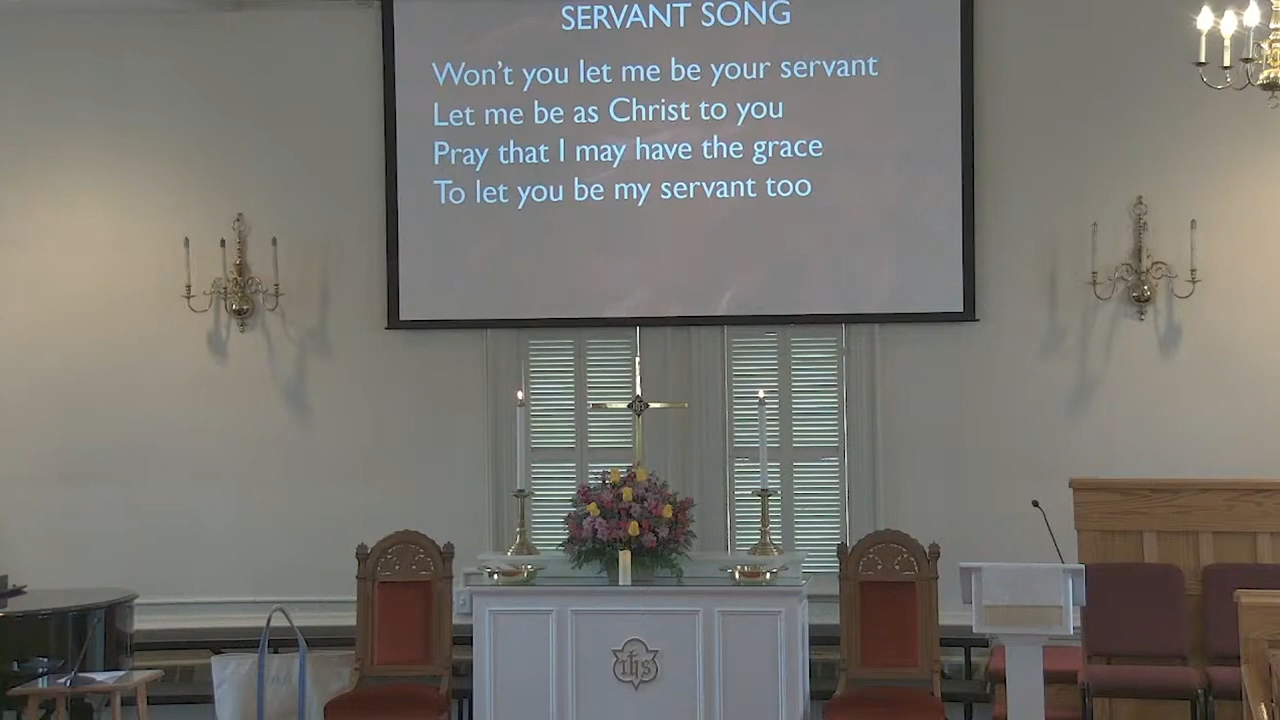 SERVANT SONG
Won't you let me be your servant
Let me be as Christ to you
Pray that I may have the grace
To let you be my servant too
IHS
IHS